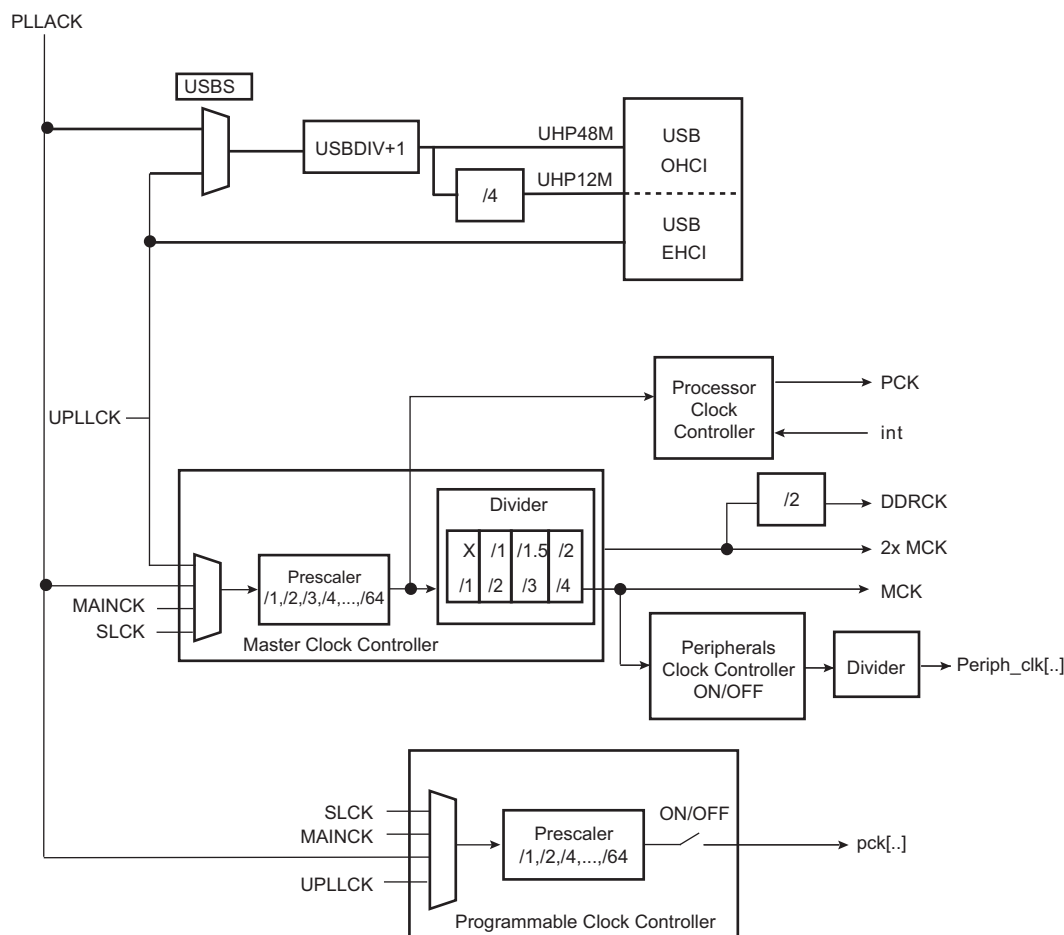 PLLACK
USBS
USBDIV+1
UHP48M
USB
OHCI
/4
UHP12M
USB
EHCI
UPLLCK
Processor
Clock
Controller
PCK
int
/2
DDRCK
Divider
X /1 /1.5 /2
/1 /2 /3 /4
2x MCK
MCK
Prescaler
/1,/2,/3,/4,...,/64
MAINCK
SLCK
Master Clock Controller
Peripherals
Clock Controller
ON/OFF
Divider
Periph_clk[..]
SLCK
MAINCK
UPLLCK
Prescaler
/1,/2,/4,...,/64
ON/OFF
pck[..]
Programmable Clock Controller